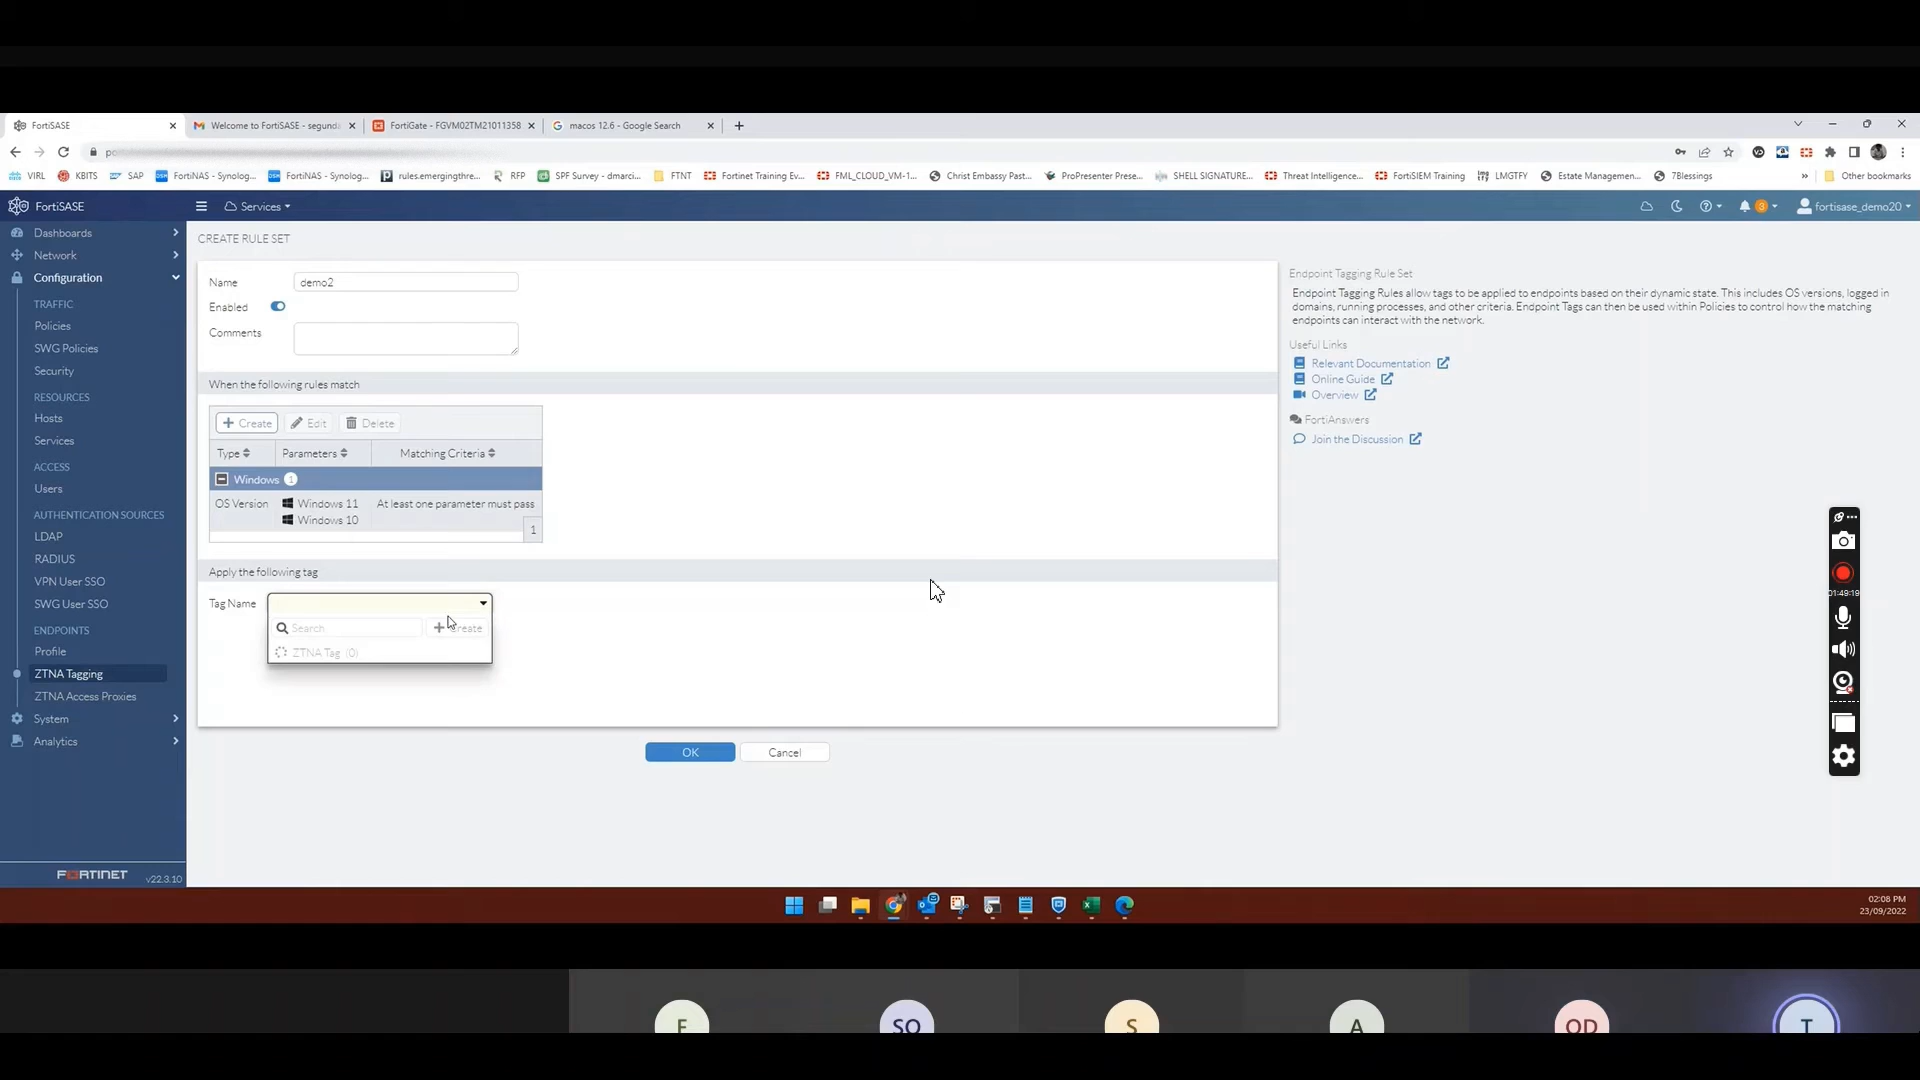 FortiSASE
Welcome to FortiSASE - segund
FortiGate - FGVM02TM21011358
macos 12.6 - Google Search
VIRL
KBITS
SAP
FortiNAS - Synolog...
FortiNAS - Synolog...
rules.emergingthre...
RFP
SPF Survey - dmarci...
FTNT
Fortinet Training Ev...
FML_CLOUD_VM-1...
Christ Embassy Past...
ProPresenter Prese...
SHELL SIGNATURE...
Threat Intelligence...
FortiSIEM Training
LMGTFY
Estate Managemen...
7Blessings
»
Other bookmarks
FortiSASE
Services
3
fortisase_demo20
Dashboards
Network
Configuration
TRAFFIC
Policies
SWG Policies
Security
RESOURCES
Hosts
Services
ACCESS
Users
AUTHENTICATION SOURCES
LDAP
RADIUS
VPN User SSO
SWG User SSO
ENDPOINTS
Profile
ZTNA Tagging
ZTNA Access Proxies
System
Analytics
FORTINET v22.3.10
CREATE RULE SET
Name demo2
Enabled
Comments
When the following rules match
+ Create Edit Delete
Type Parameters Matching Criteria
Windows 1
OS Version Windows 11 At least one parameter must pass
Windows 10
1
Apply the following tag
Tag Name
Search
ZTNA Tag (0)
OK Cancel
Endpoint Tagging Rule Set
Endpoint Tagging Rules allow tags to be applied to endpoints based on their dynamic state. This includes OS versions, logged in
domains, running processes, and other criteria. Endpoint Tags can then be used within Policies to control how the matching
endpoints can interact with the network.
Useful Links
Relevant Documentation
Online Guide
Overview
FortiAnswers
Join the Discussion
01:49:19
02:08 PM
23/09/2022
SO
S
A
OD
T